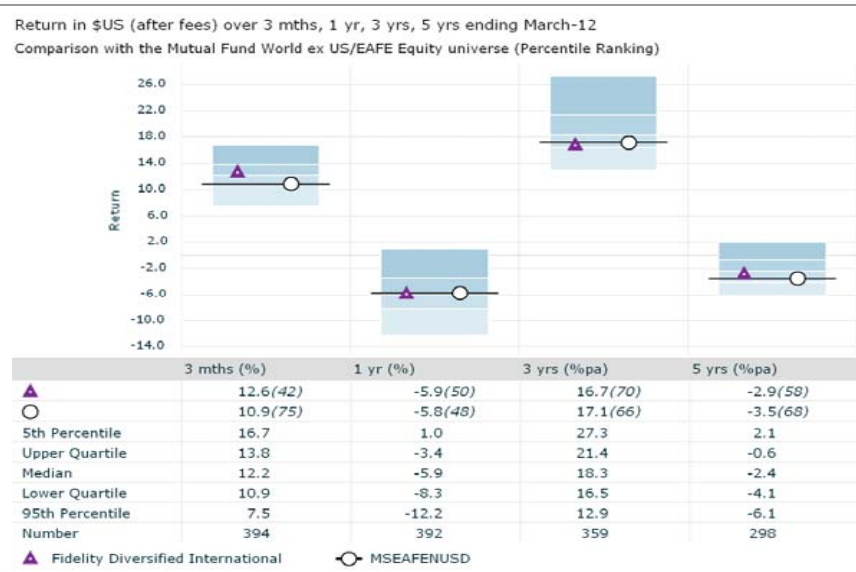 Return in $US (after fees) over 3 mths, 1 yr, 3 yrs, 5 yrs ending March-12
Comparison with the Mutual Fund World ex US/EAFE Equity universe (Percentile Ranking)
26.0
22.0
18.0
14.0
10.0
6.0
2.0
-2.0
-6.0
-10.0
-14.0
Return
3 mths (%) 1 yr (%) 3 yrs (%pa) 5 yrs (%pa)
12.6(42) -5.9(50) 16.7(70) -2.9(58)
10.9(75) -5.8(48) 17.1(66) -3.5(68)
5th Percentile 16.7 1.0 27.3 2.1
Upper Quartile 13.8 -3.4 21.4 -0.6
Median 12.2 -5.9 18.3 -2.4
Lower Quartile 10.9 -8.3 16.5 -4.1
95th Percentile 7.5 -12.2 12.9 -6.1
Number 394 392 359 298
Fidelity Diversified International MSEAFENUSD